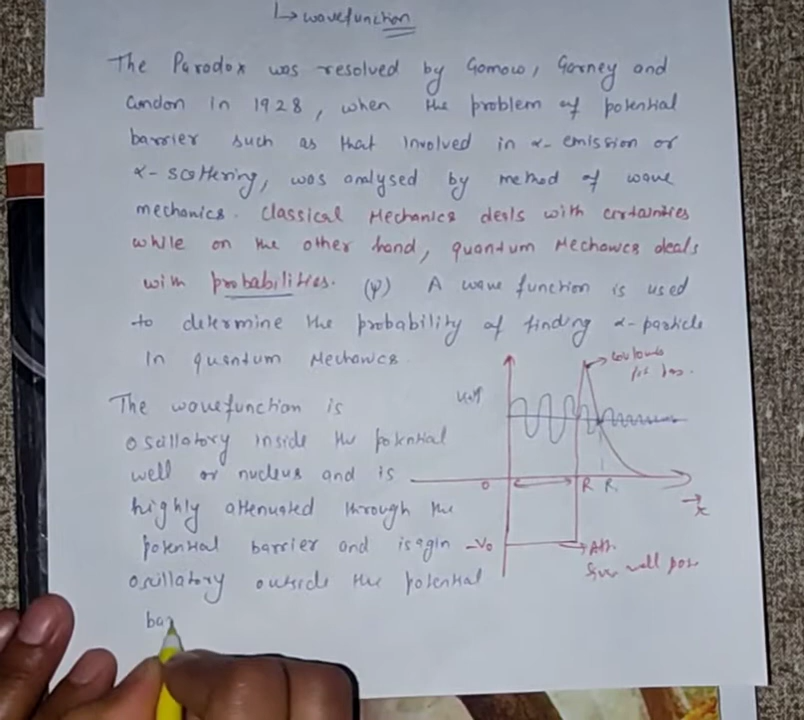 ↳ wavefunction
The Paradox was resolved by Gomow, Gorney and
Condon in 1928, when the problem of potential
barrier such as that involved in α- emission or
α- scattering, was analysed by method of wave
mechanics. Classical Mechanics deals with certainties
while on the other hand, quantum Mechanics deals
with probabilities. (Ψ) A wave function is used
to determine the probability of finding α-particle
in quantum Mechanics.
The wavefunction is
oscillatory inside the potential
well or nucleus and is
highly attenuated through the
potential barrier and is agin
oscillatory outside the potential
ba
0
R
R
x
-V₀